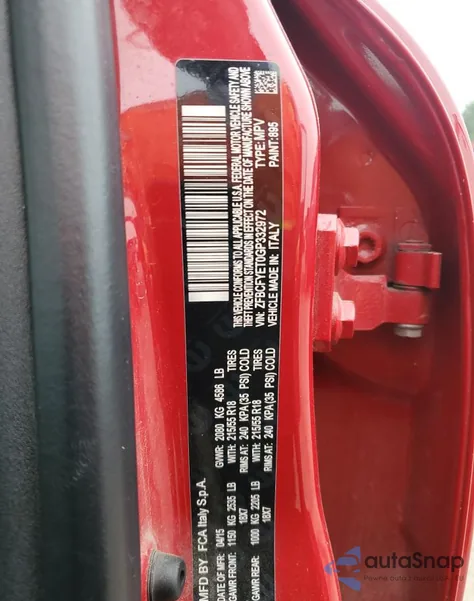 MFD BY FCA Italy S.p.A.
DATE OF MFR: 04/15 GVWR: 2080 KG 4586 LB
GAWR FRONT: 1150 KG 2535 LB WITH: 215/55 R18 TIRES
18X7 RIMS AT: 240 KPA(35 PSI) COLD
GAWR REAR: 1000 KG 2205 LB WITH: 215/55 R18 TIRES
18X7 RIMS AT: 240 KPA(35 PSI) COLD
THIS VEHICLE CONFORMS TO ALL APPLICABLE U.S.A. FEDERAL MOTOR VEHICLE SAFETY AND
THEFT PREVENTION STANDARDS IN EFFECT ON THE DATE OF MANUFACTURE SHOWN ABOVE
VIN: ZFBCFYET0GP332972 TYPE: MPV
VEHICLE MADE IN: ITALY PAINT: 895
autoSnap